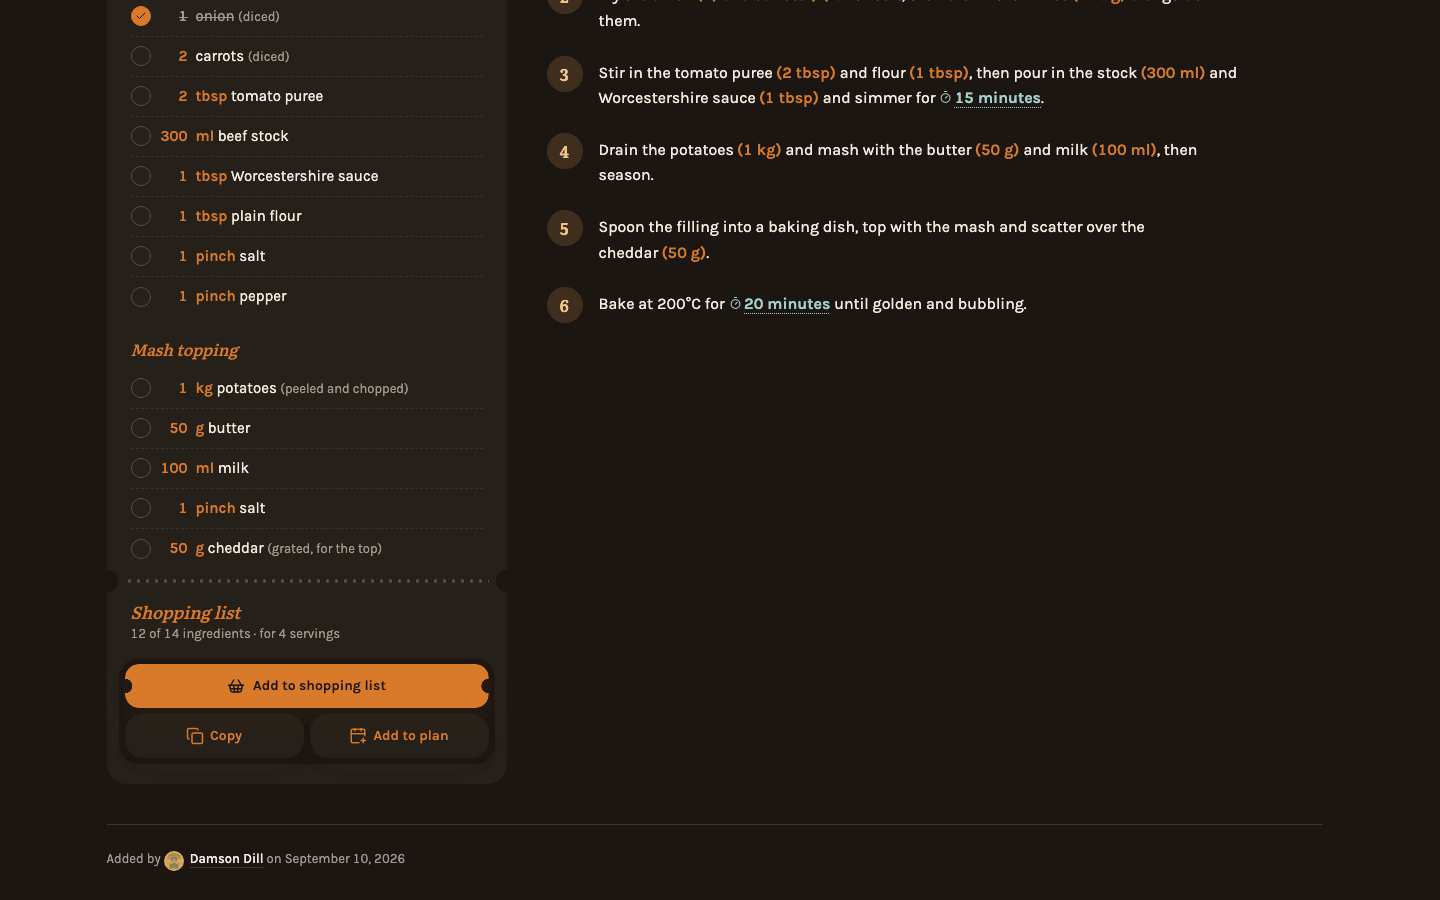 1 onion (diced)
2 carrots (diced)
2 tbsp tomato puree
300 ml beef stock
1 tbsp Worcestershire sauce
1 tbsp plain flour
1 pinch salt
1 pinch pepper
Mash topping
1 kg potatoes (peeled and chopped)
50 g butter
100 ml milk
1 pinch salt
50 g cheddar (grated, for the top)
Shopping list
12 of 14 ingredients · for 4 servings
Add to shopping list
Copy
Add to plan
them.
3
Stir in the tomato puree (2 tbsp) and flour (1 tbsp), then pour in the stock (300 ml) and
Worcestershire sauce (1 tbsp) and simmer for 15 minutes.
4
Drain the potatoes (1 kg) and mash with the butter (50 g) and milk (100 ml), then
season.
5
Spoon the filling into a baking dish, top with the mash and scatter over the
cheddar (50 g).
6
Bake at 200°C for 20 minutes until golden and bubbling.
Added by Damson Dill on September 10, 2026